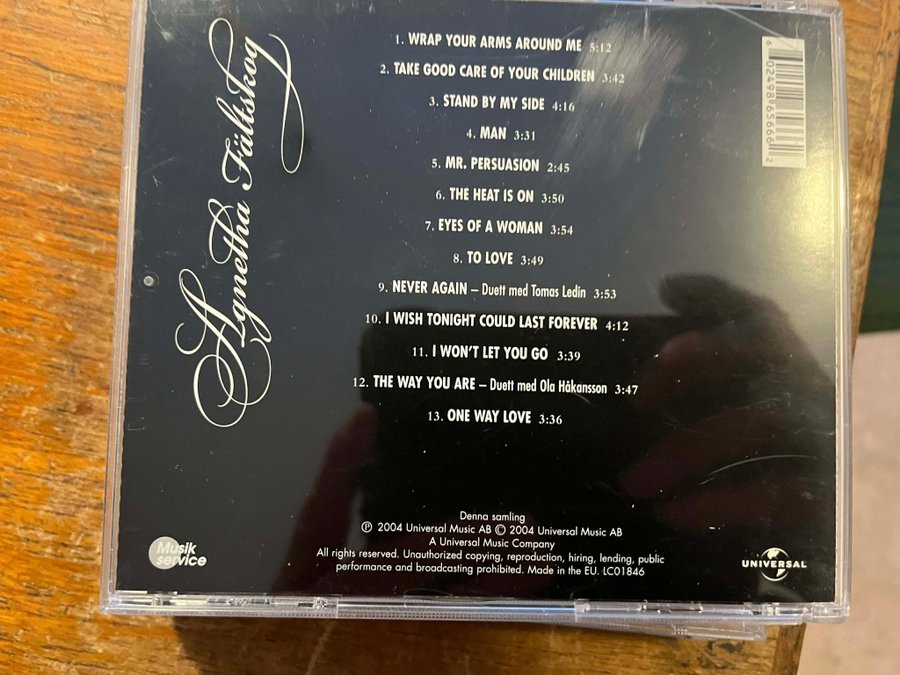 Agnetha Fältskog
1. WRAP YOUR ARMS AROUND ME 5:12
2. TAKE GOOD CARE OF YOUR CHILDREN 3:42
3. STAND BY MY SIDE 4:16
4. MAN 3:31
5. MR. PERSUASION 2:45
6. THE HEAT IS ON 3:50
7. EYES OF A WOMAN 3:54
8. TO LOVE 3:49
9. NEVER AGAIN – Duett med Tomas Ledin 3:53
10. I WISH TONIGHT COULD LAST FOREVER 4:12
11. I WON'T LET YOU GO 3:39
12. THE WAY YOU ARE – Duett med Ola Håkansson 3:47
13. ONE WAY LOVE 3:36
6 02498 65666 2
Denna samling
℗ 2004 Universal Music AB © 2004 Universal Music AB
A Universal Music Company
All rights reserved. Unauthorized copying, reproduction, hiring, lending, public
performance and broadcasting prohibited. Made in the EU. LC01846
Musik
service
UNIVERSAL